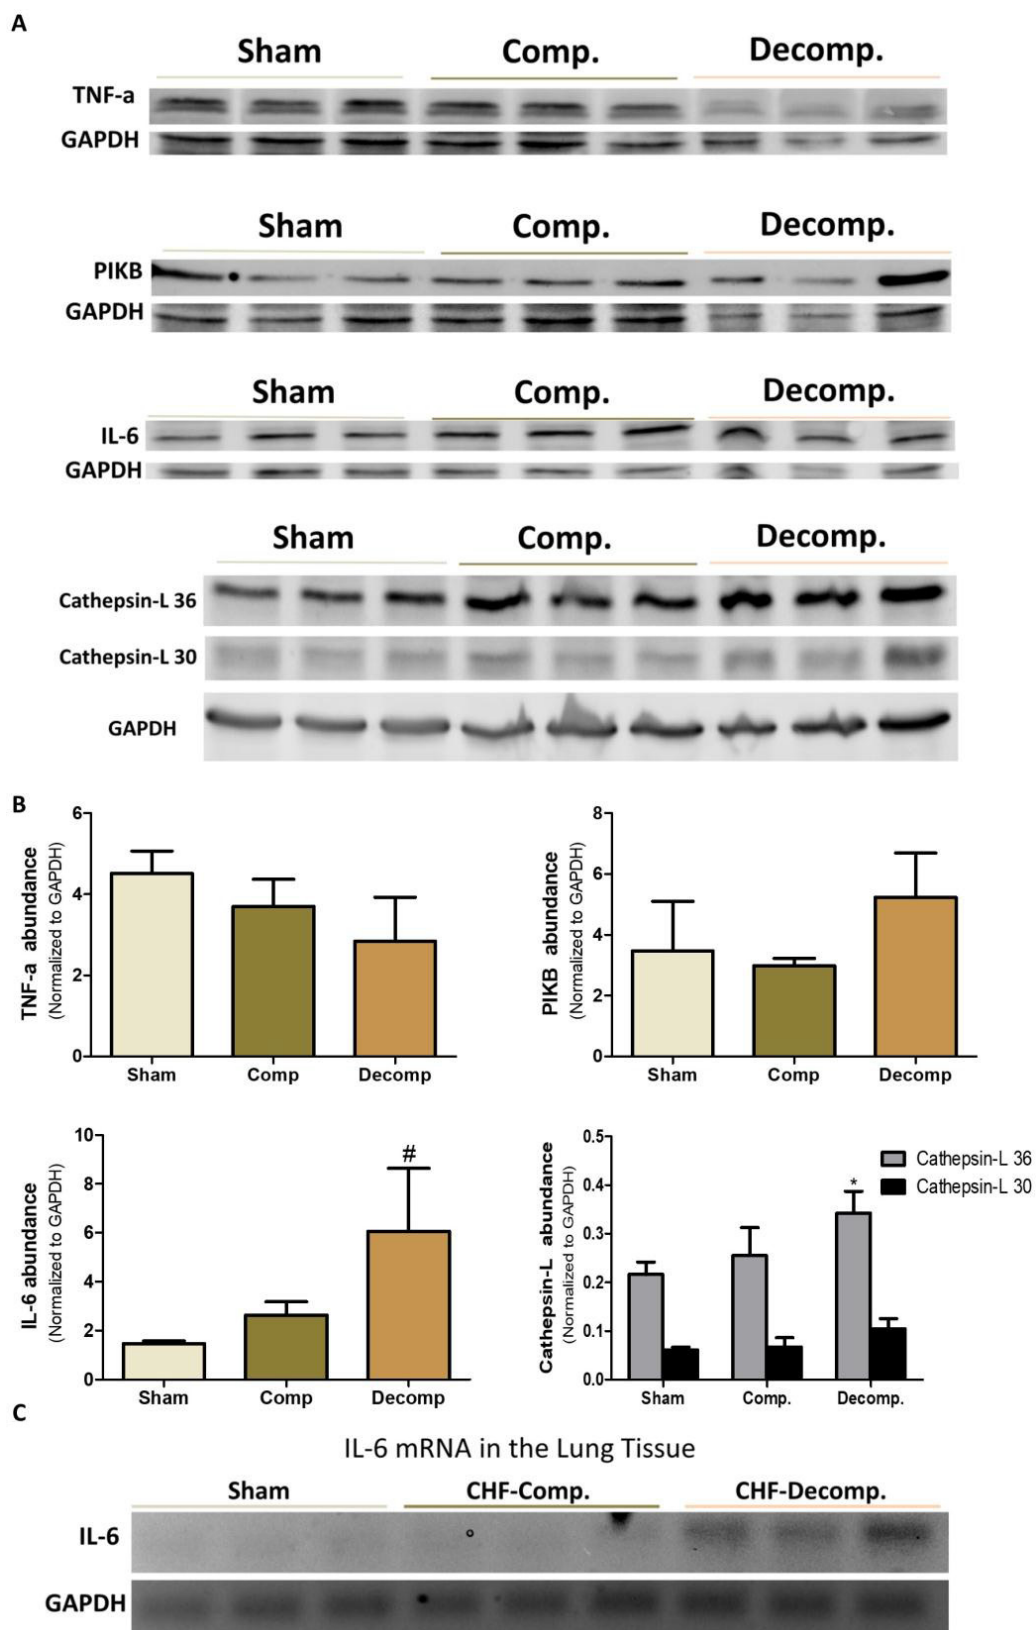 A
Sham Comp. Decomp.
TNF-a
GAPDH
Sham Comp. Decomp.
PIKB
GAPDH
Sham Comp. Decomp.
IL-6
GAPDH
Sham Comp. Decomp.
Cathepsin-L 36
Cathepsin-L 30
GAPDH
B
TNF-a abundance
(Normalized to GAPDH)
6
4
2
0
Sham Comp Decomp
PIKB abundance
(Normalized to GAPDH)
8
6
4
2
0
Sham Comp Decomp
IL-6 abundance
(Normalized to GAPDH)
10
8
6
4
2
0
#
Sham Comp Decomp
Cathepsin-L abundance
(Normalized to GAPDH)
0.5
0.4
0.3
0.2
0.1
0.0
*
Cathepsin-L 36
Cathepsin-L 30
Sham Comp. Decomp.
C
IL-6 mRNA in the Lung Tissue
Sham CHF-Comp. CHF-Decomp.
IL-6
GAPDH